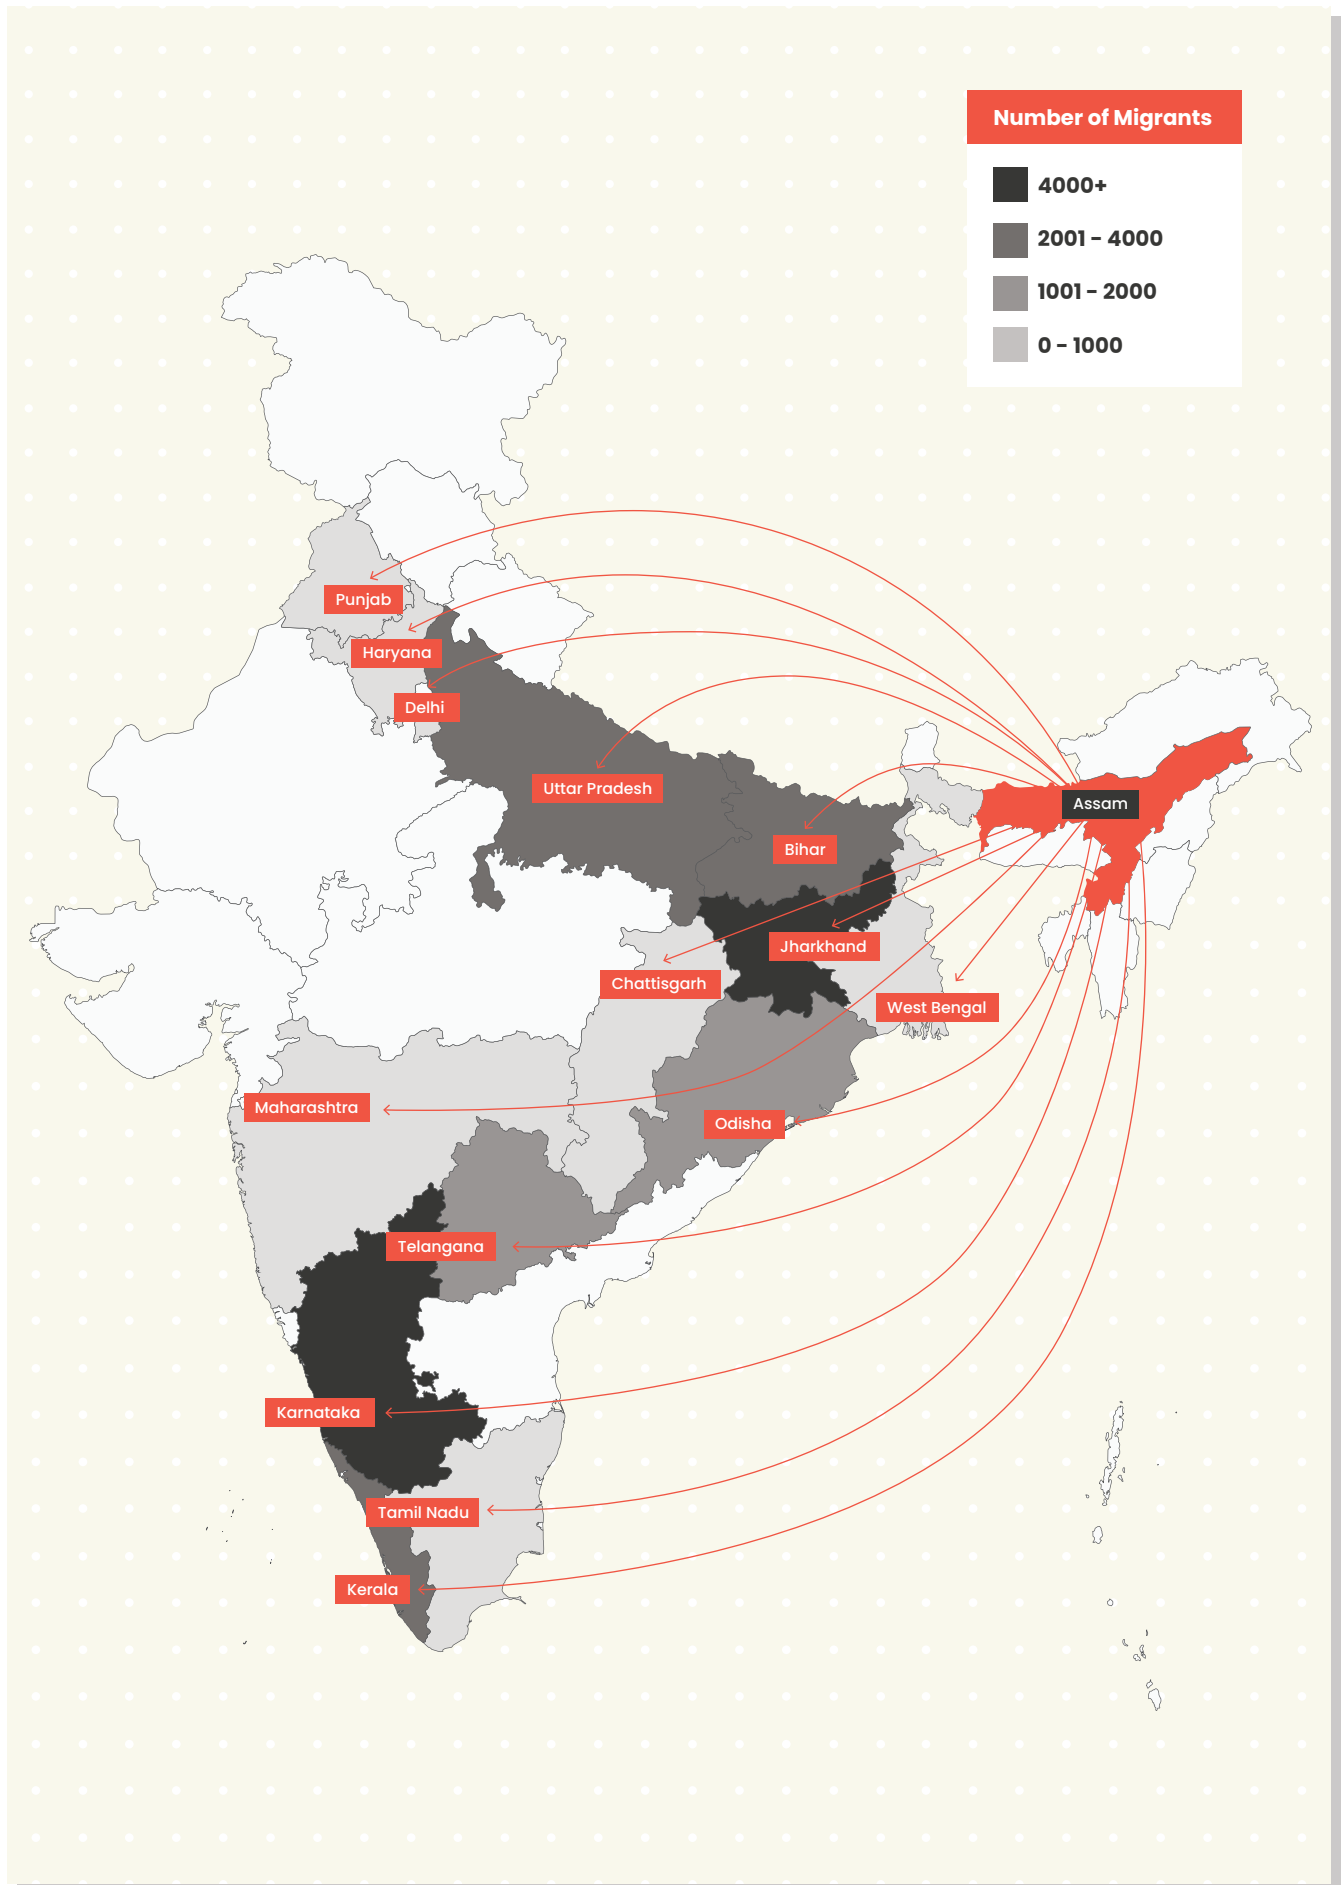 Number of Migrants
4000+
2001 - 4000
1001 - 2000
0 - 1000
Punjab
Haryana
Delhi
Uttar Pradesh
Assam
Bihar
Jharkhand
Chattisgarh
West Bengal
Maharashtra
Odisha
Telangana
Karnataka
Tamil Nadu
Kerala